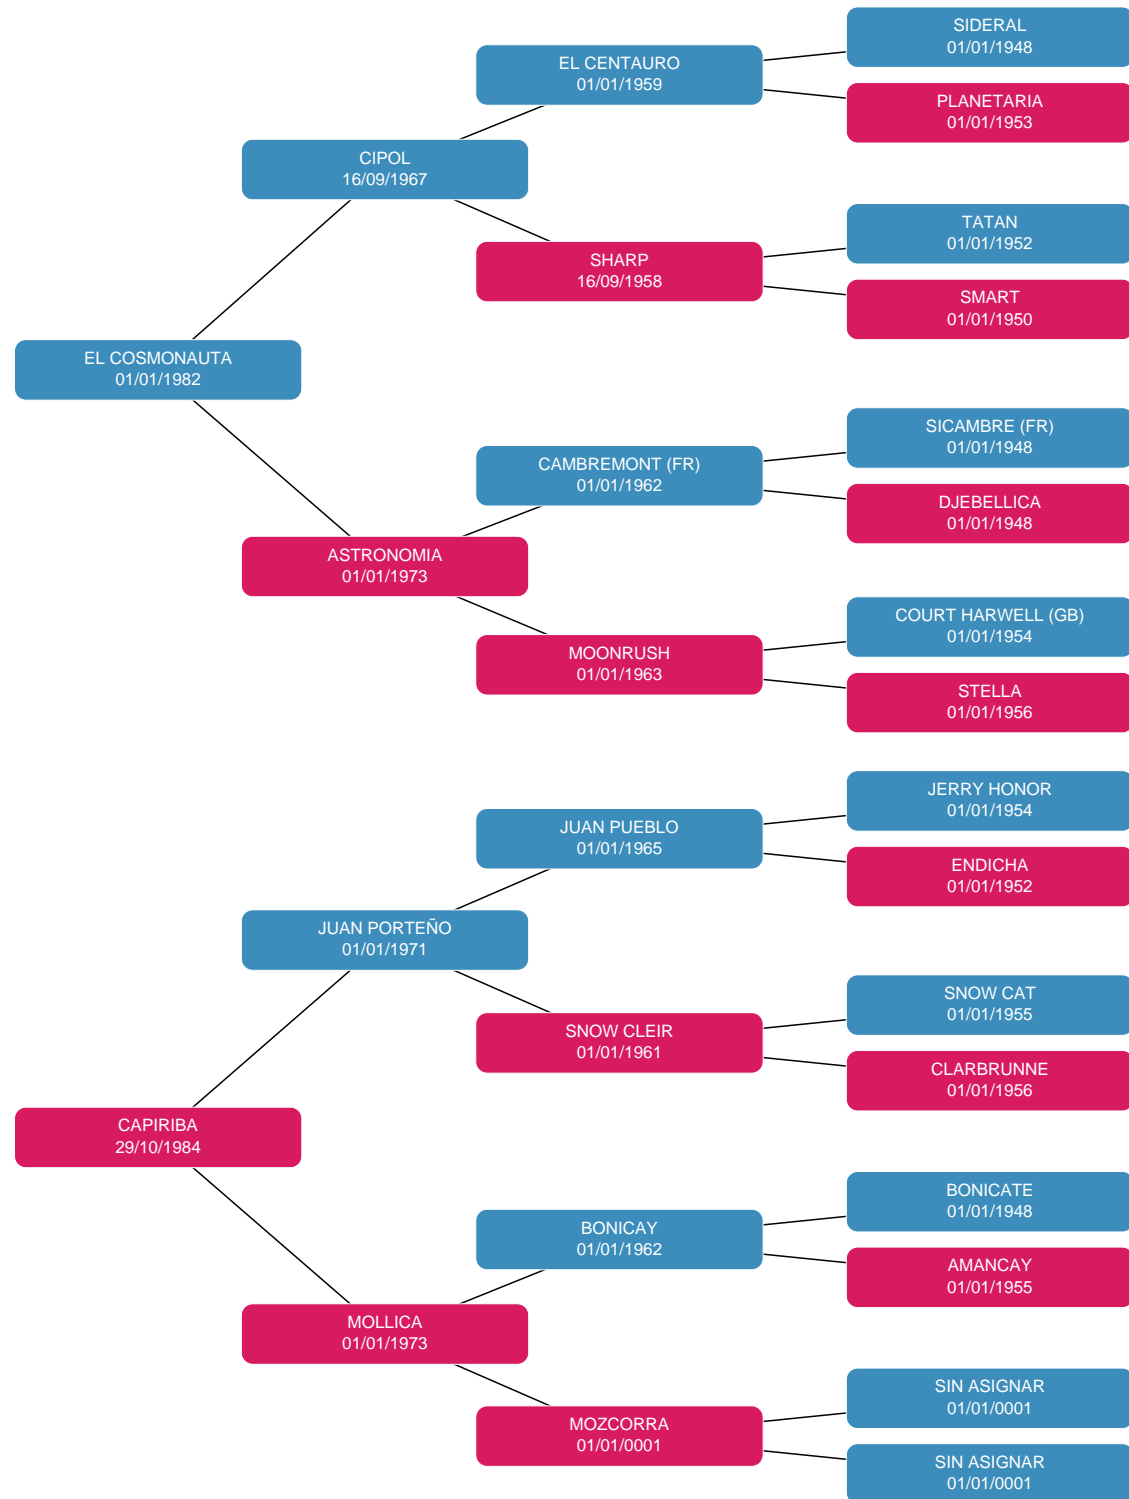 SIDERAL
01/01/1948
EL CENTAURO
01/01/1959
PLANETARIA
01/01/1953
CIPOL
16/09/1967
TATAN
01/01/1952
SHARP
16/09/1958
SMART
01/01/1950
EL COSMONAUTA
01/01/1982
SICAMBRE (FR)
01/01/1948
CAMBREMONT (FR)
01/01/1962
DJEBELLICA
01/01/1948
ASTRONOMIA
01/01/1973
COURT HARWELL (GB)
01/01/1954
MOONRUSH
01/01/1963
STELLA
01/01/1956
JERRY HONOR
01/01/1954
JUAN PUEBLO
01/01/1965
ENDICHA
01/01/1952
JUAN PORTEÑO
01/01/1971
SNOW CAT
01/01/1955
SNOW CLEIR
01/01/1961
CLARBRUNNE
01/01/1956
CAPIRIBA
29/10/1984
BONICATE
01/01/1948
BONICAY
01/01/1962
AMANCAY
01/01/1955
MOLLICA
01/01/1973
SIN ASIGNAR
01/01/0001
MOZCORRA
01/01/0001
SIN ASIGNAR
01/01/0001